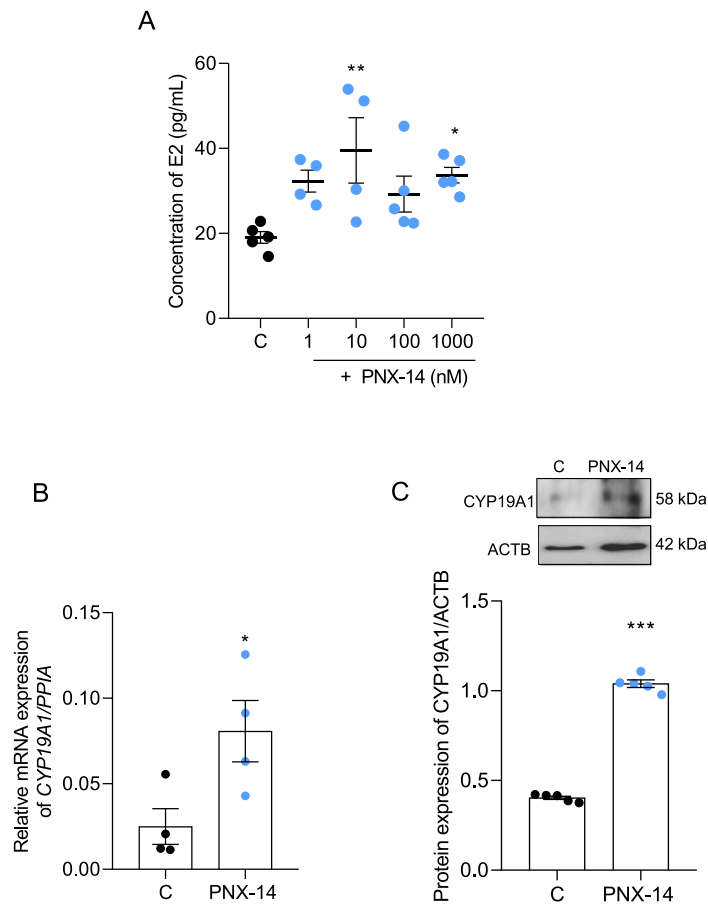 A
Concentration of E2 (pg/mL)
60
40
20
0
**
*
C 1 10 100 1000
+ PNX-14 (nM)
B
Relative mRNA expression
of CYP19A1/PPIA
0.15
0.10
0.05
0.00
*
C PNX-14
C
C PNX-14
CYP19A1 58 kDa
ACTB 42 kDa
Protein expression of CYP19A1/ACTB
1.5
1.0
0.5
0.0
***
C PNX-14